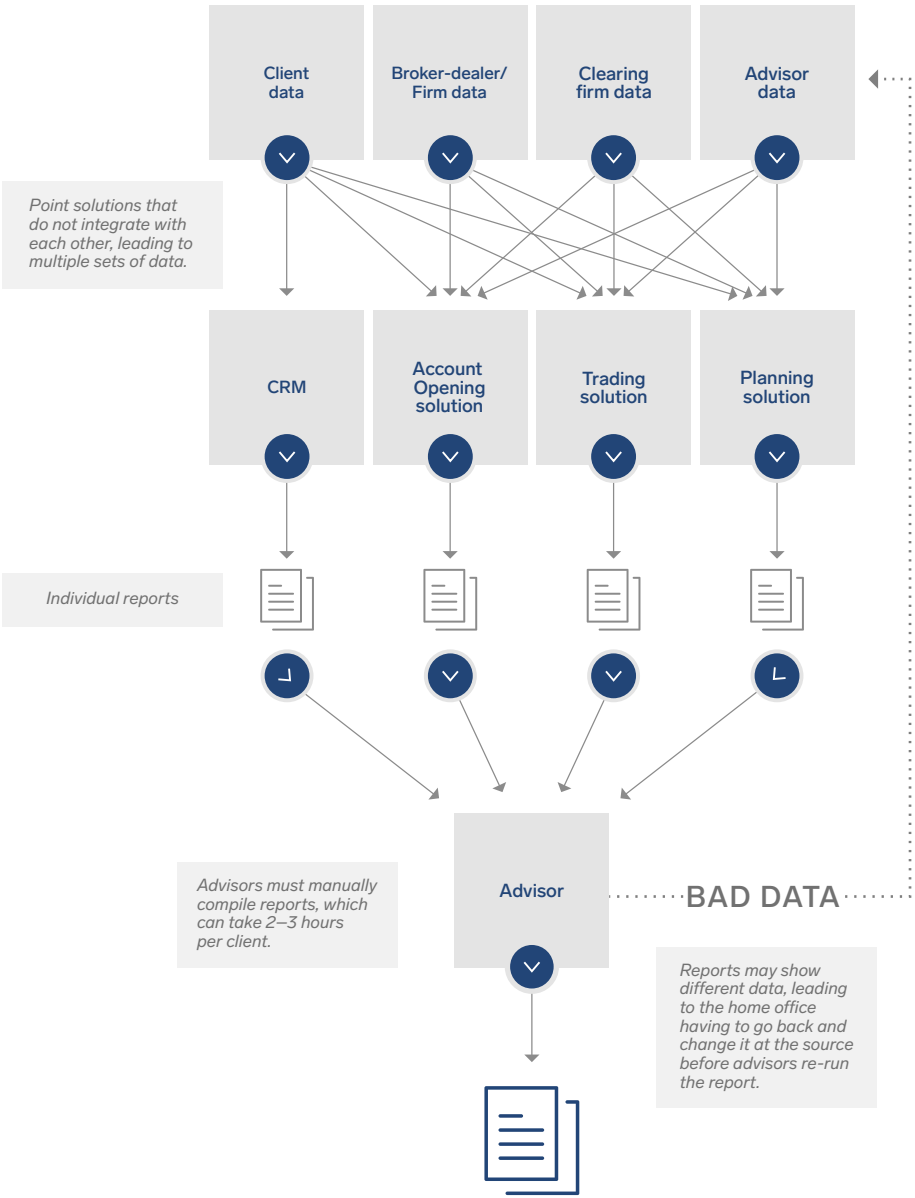 Client
data
Broker-dealer/
Firm data
Clearing
firm data
Advisor
data
Point solutions that
do not integrate with
each other, leading to
multiple sets of data.
CRM
Account
Opening
solution
Trading
solution
Planning
solution
Individual reports
Advisors must manually
compile reports, which
can take 2–3 hours
per client.
Advisor
BAD DATA
Reports may show
different data, leading
to the home office
having to go back and
change it at the source
before advisors re-run
the report.